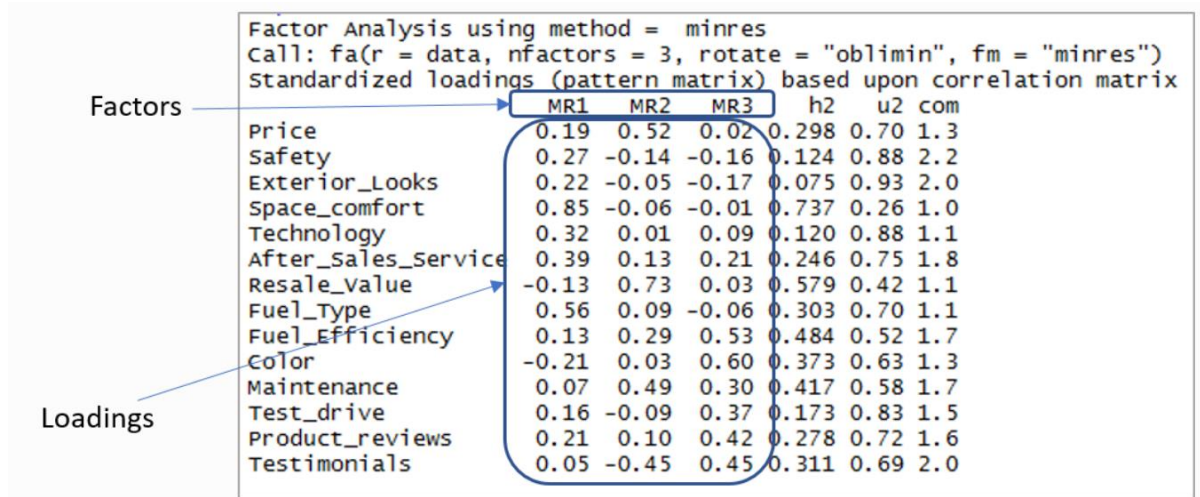 Factor Analysis using method =  minres
Call: fa(r = data, nfactors = 3, rotate = "oblimin", fm = "minres")
Standardized loadings (pattern matrix) based upon correlation matrix
Factors
MR1 MR2 MR3 h2 u2 com
Price 0.19 0.52 0.02 0.298 0.70 1.3
Safety 0.27 -0.14 -0.16 0.124 0.88 2.2
Exterior_Looks 0.22 -0.05 -0.17 0.075 0.93 2.0
Space_comfort 0.85 -0.06 -0.01 0.737 0.26 1.0
Technology 0.32 0.01 0.09 0.120 0.88 1.1
After_Sales_Service 0.39 0.13 0.21 0.246 0.75 1.8
Resale_Value -0.13 0.73 0.03 0.579 0.42 1.1
Fuel_Type 0.56 0.09 -0.06 0.303 0.70 1.1
Fuel_Efficiency 0.13 0.29 0.53 0.484 0.52 1.7
Color -0.21 0.03 0.60 0.373 0.63 1.3
Maintenance 0.07 0.49 0.30 0.417 0.58 1.7
Loadings
Test_drive 0.16 -0.09 0.37 0.173 0.83 1.5
Product_reviews 0.21 0.10 0.42 0.278 0.72 1.6
Testimonials 0.05 -0.45 0.45 0.311 0.69 2.0